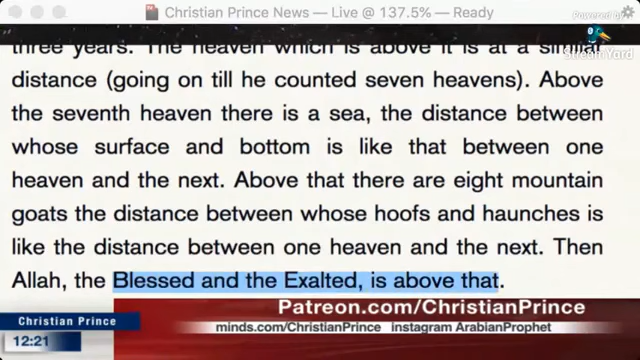 Christian Prince News — Live @ 137.5% — Ready
Powered by
Stream Yard
three years. The heaven which is above it is at a similar
distance (going on till he counted seven heavens). Above
the seventh heaven there is a sea, the distance between
whose surface and bottom is like that between one
heaven and the next. Above that there are eight mountain
goats the distance between whose hoofs and haunches is
like the distance between one heaven and the next. Then
Allah, the Blessed and the Exalted, is above that.
Patreon.com/ChristianPrince
Christian Prince
minds.com/ChristianPrince instagram ArabianProphet
12:21